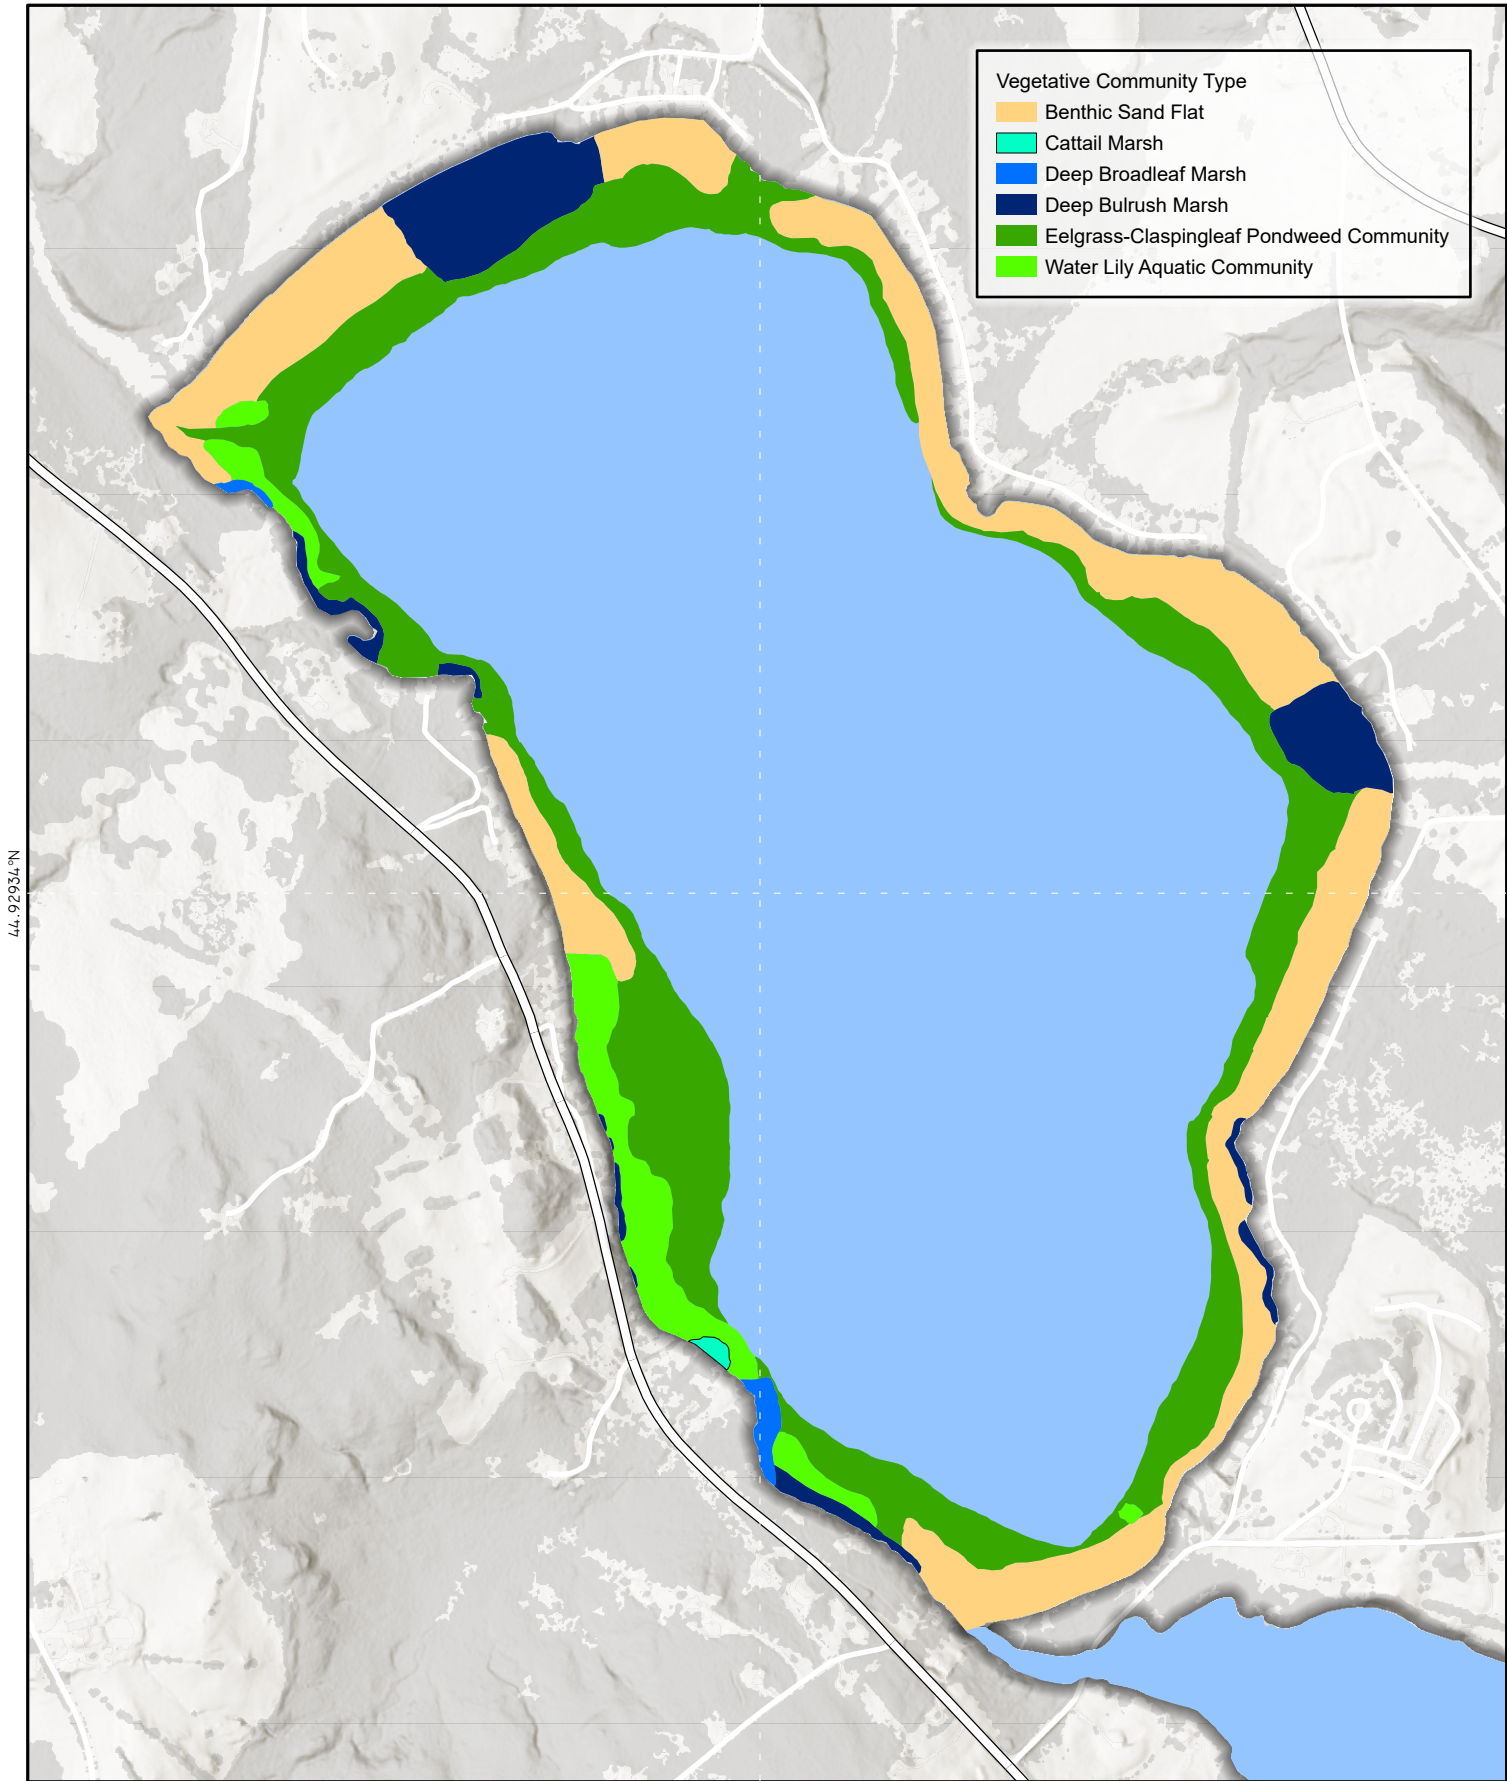 Vegetative Community Type
Benthic Sand Flat
Cattail Marsh
Deep Broadleaf Marsh
Deep Bulrush Marsh
Eelgrass-Claspingleaf Pondweed Community
Water Lily Aquatic Community
44.92934°N